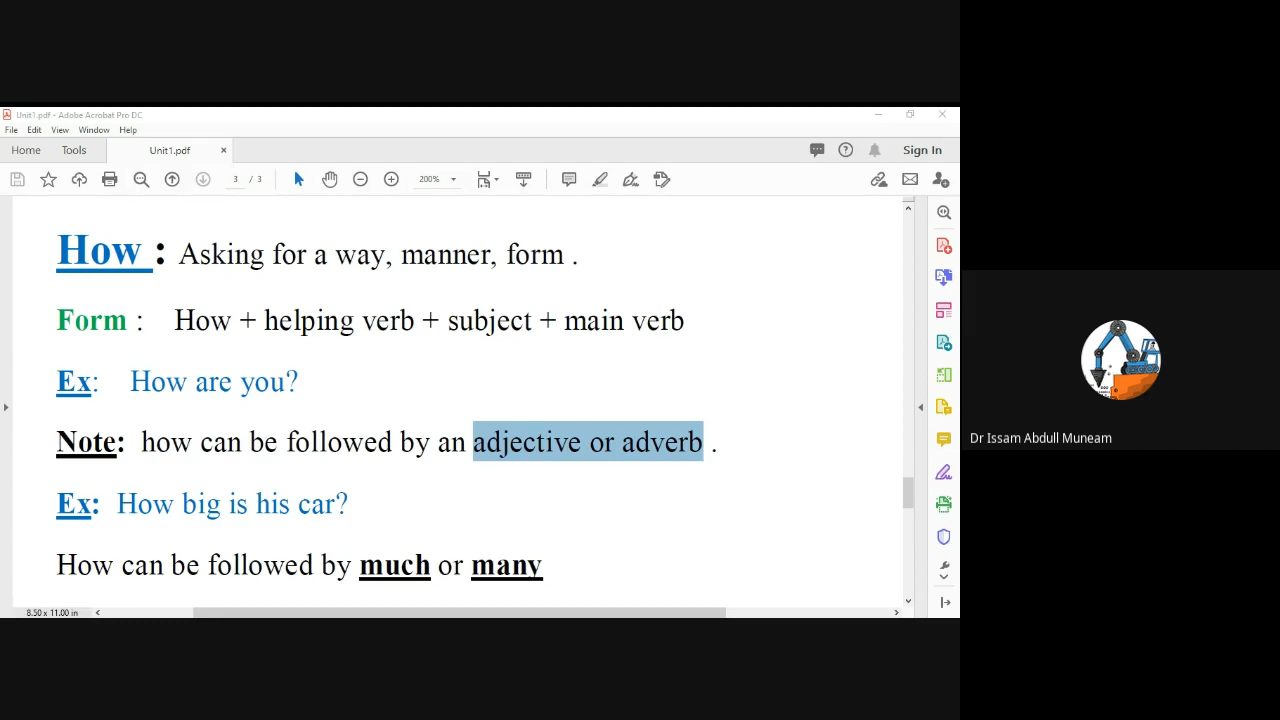 Unit1.pdf - Adobe Acrobat Pro DC
File Edit View Window Help
Home Tools Unit1.pdf × Sign In
3 / 3 200%
How : Asking for a way, manner, form .
Form : How + helping verb + subject + main verb
Ex: How are you?
Note: how can be followed by an adjective or adverb .
Ex: How big is his car?
How can be followed by much or many
8.50 x 11.00 in
Dr Issam Abdull Muneam